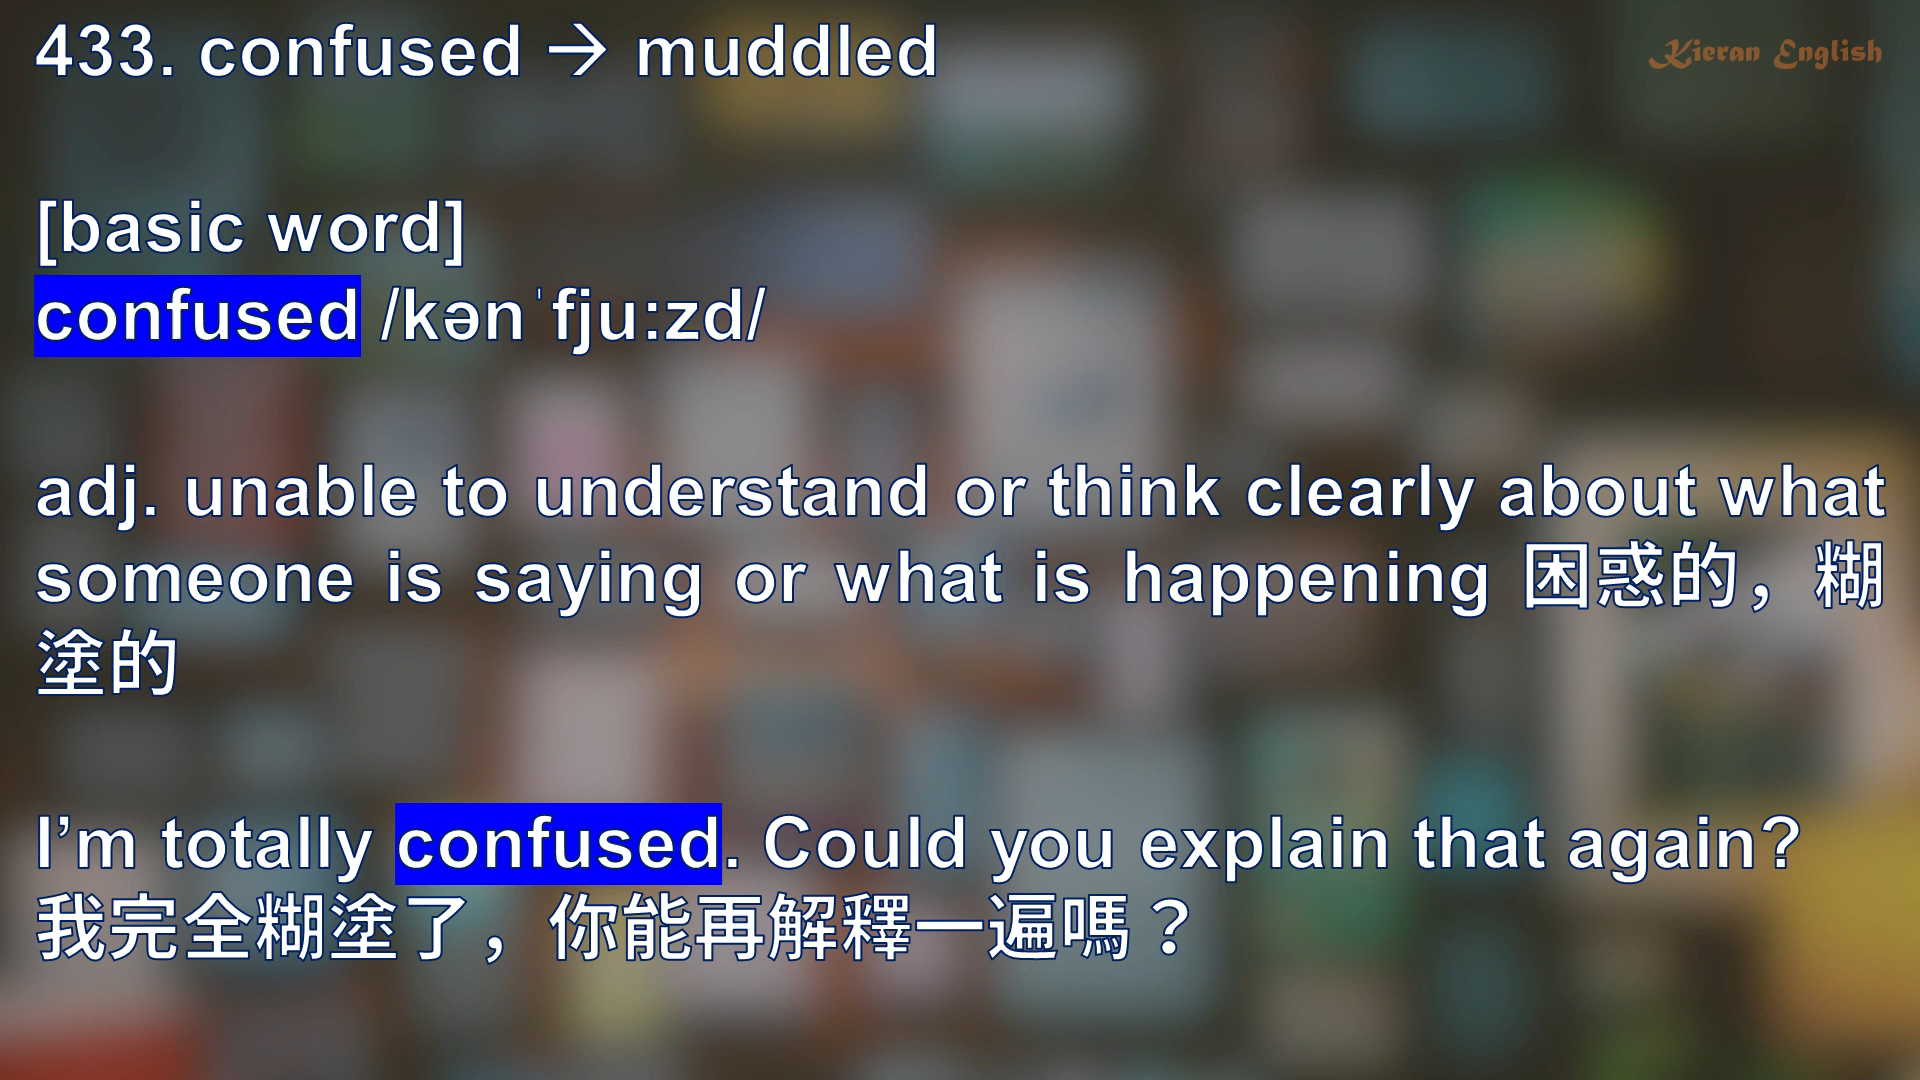 433. confused → muddled
Kieran English
[basic word]
confused /kənˈfju:zd/
adj. unable to understand or think clearly about what
someone is saying or what is happening 困惑的，糊
塗的
I’m totally confused. Could you explain that again?
我完全糊塗了，你能再解釋一遍嗎？